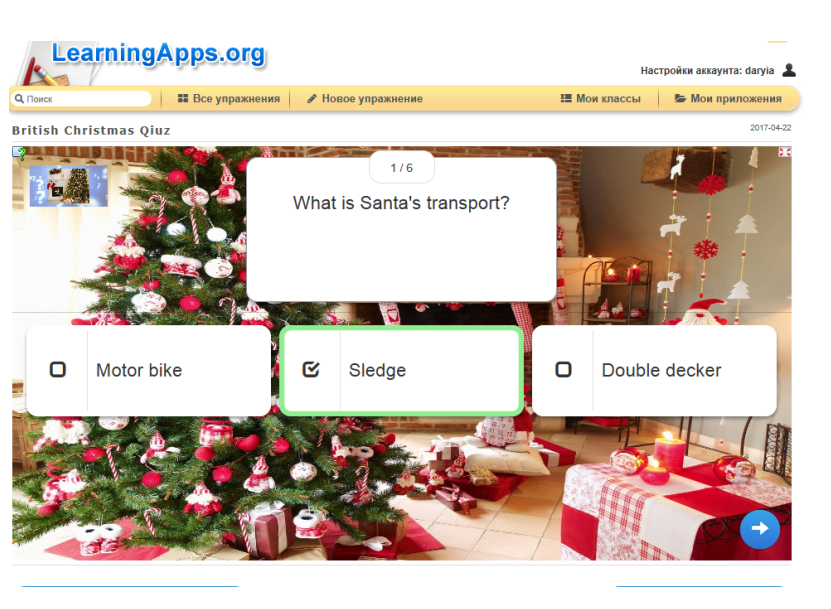 LearningApps.org
Настройки аккаунта: daryia
Поиск
Все упражнения
Новое упражнение
Мои классы
Мои приложения
British Christmas Qiuz
2017-04-22
1 / 6
What is Santa's transport?
Motor bike
Sledge
Double decker